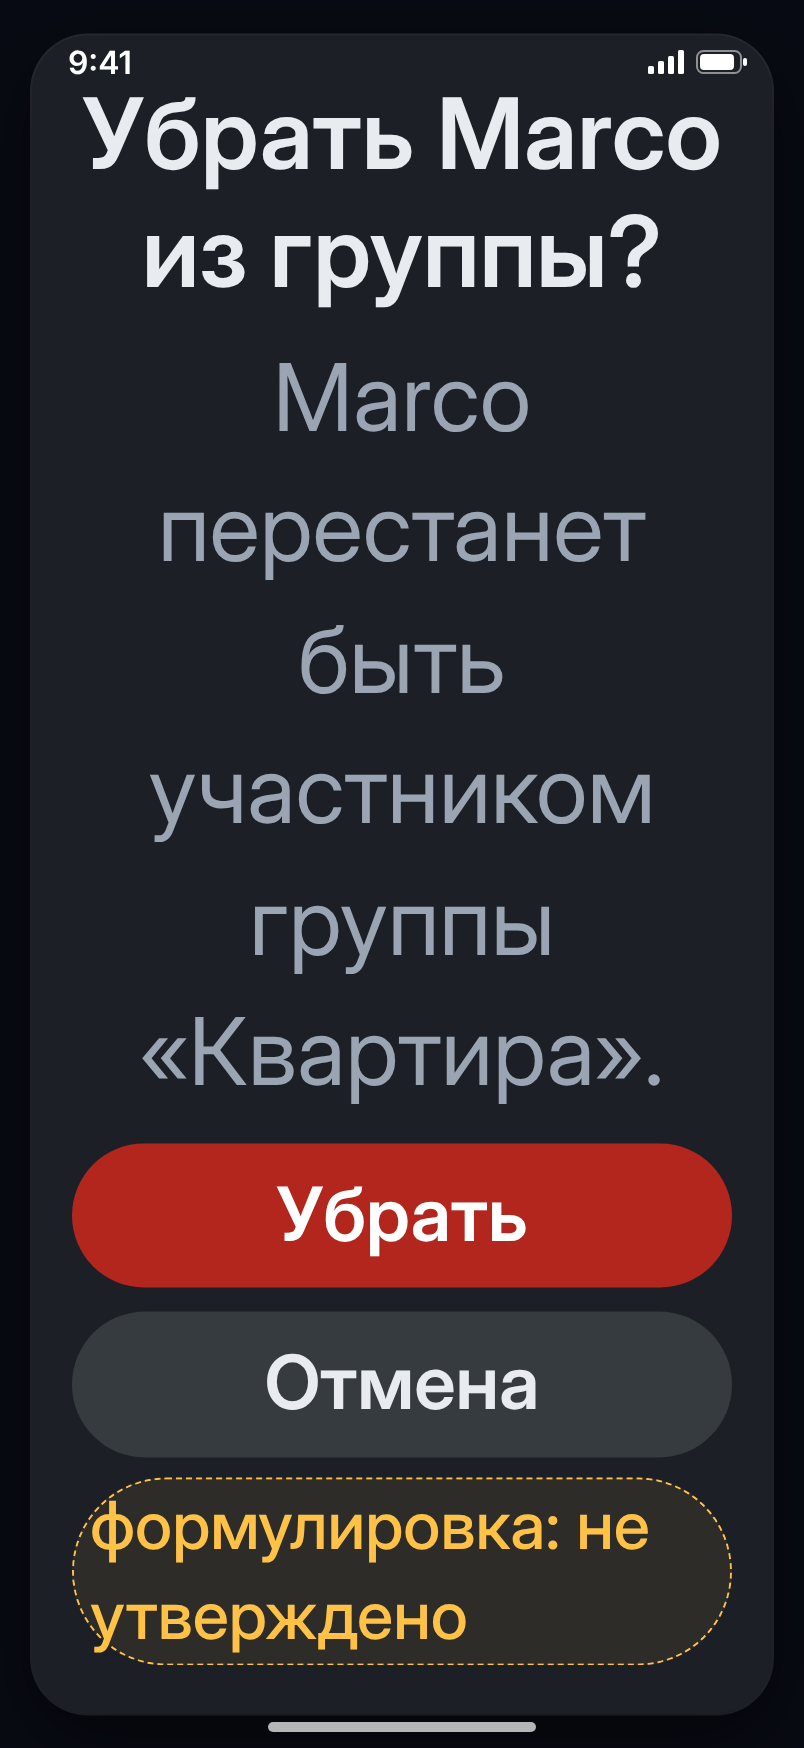 9:41
Убрать Marco
из группы?
Marco
перестанет
быть
участником
группы
«Квартира».
Убрать
Отмена
формулировка: не
утверждено